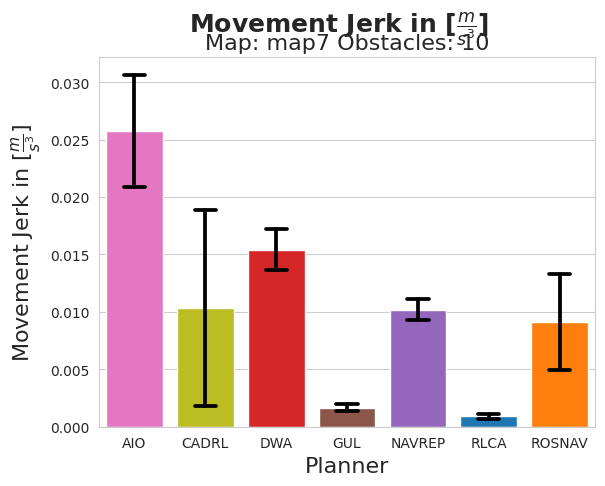 Movement Jerk in [m/s³]
Map: map7 Obstacles: 10
Movement Jerk in [m/s³]
0.030
0.025
0.020
0.015
0.010
0.005
0.000
AIO CADRL DWA GUL NAVREP RLCA ROSNAV
Planner